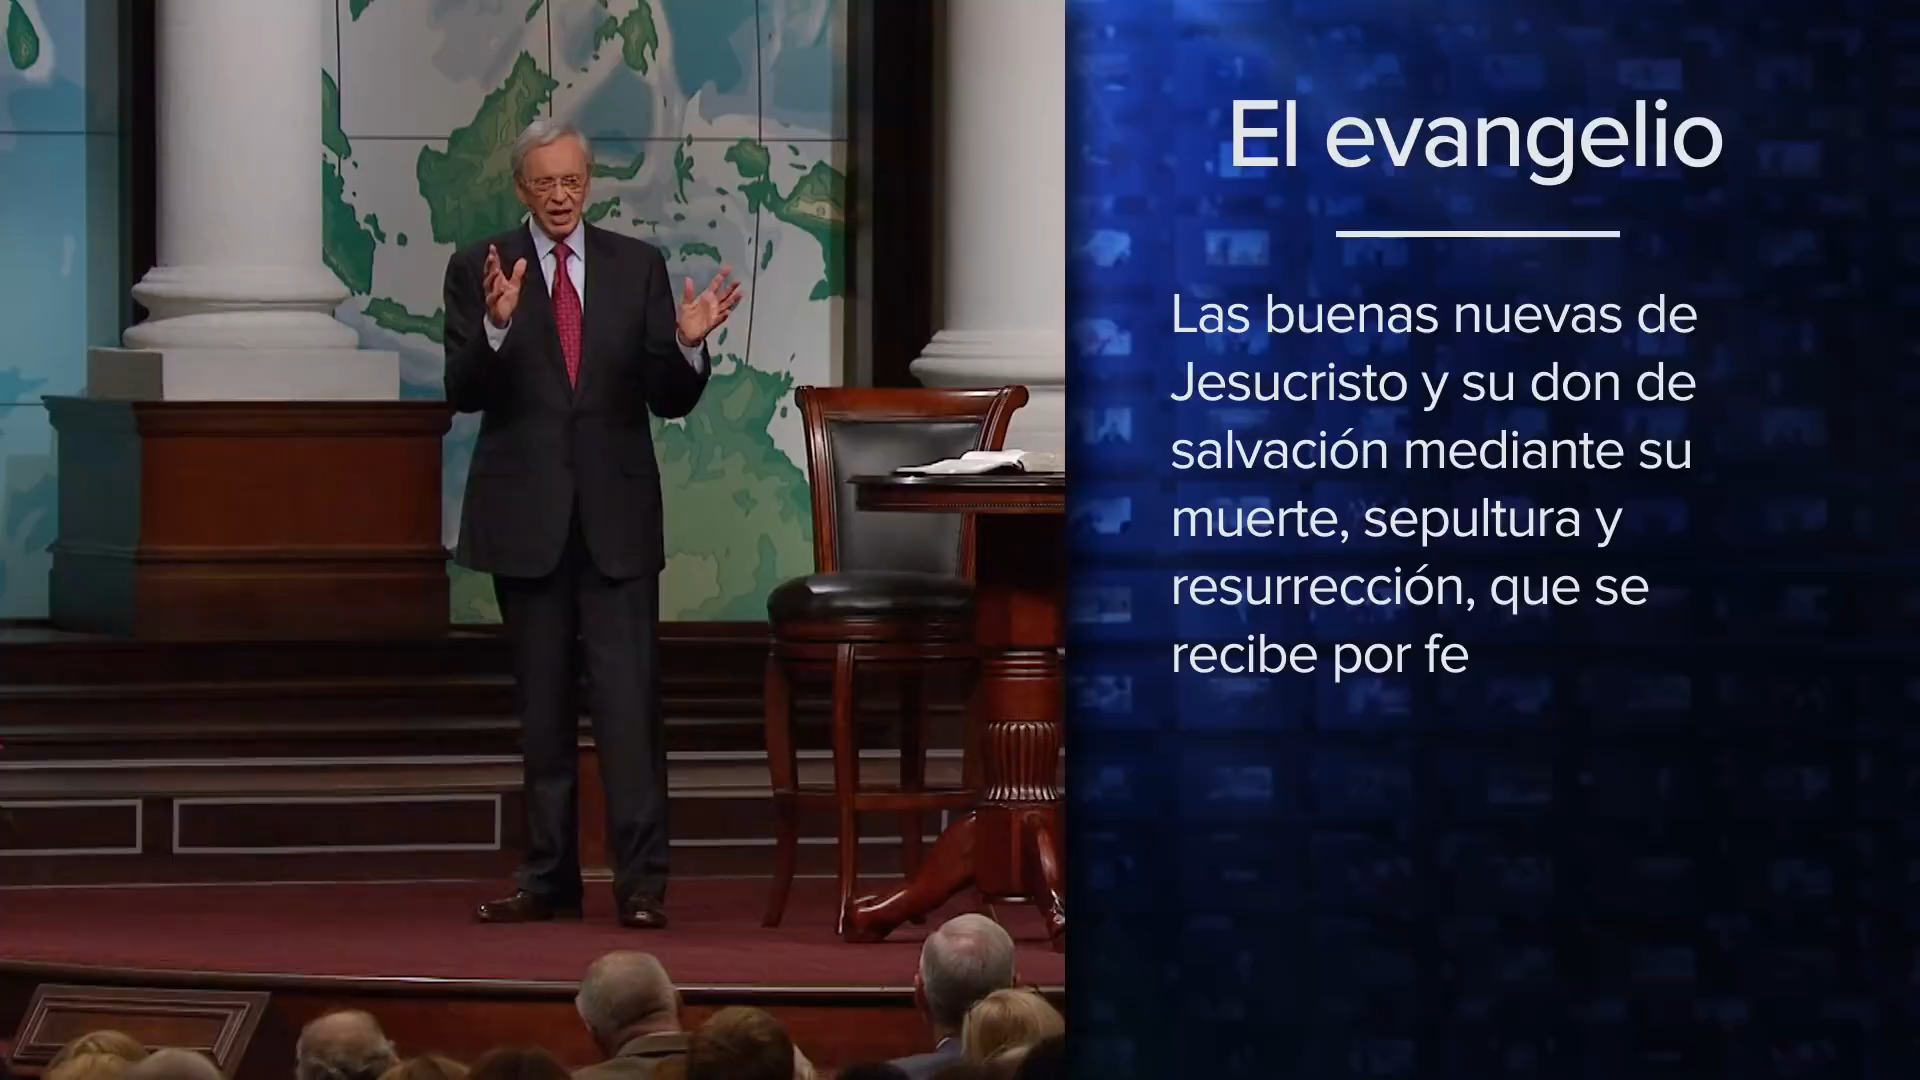 El evangelio
Las buenas nuevas de
Jesucristo y su don de
salvación mediante su
muerte, sepultura y
resurrección, que se
recibe por fe